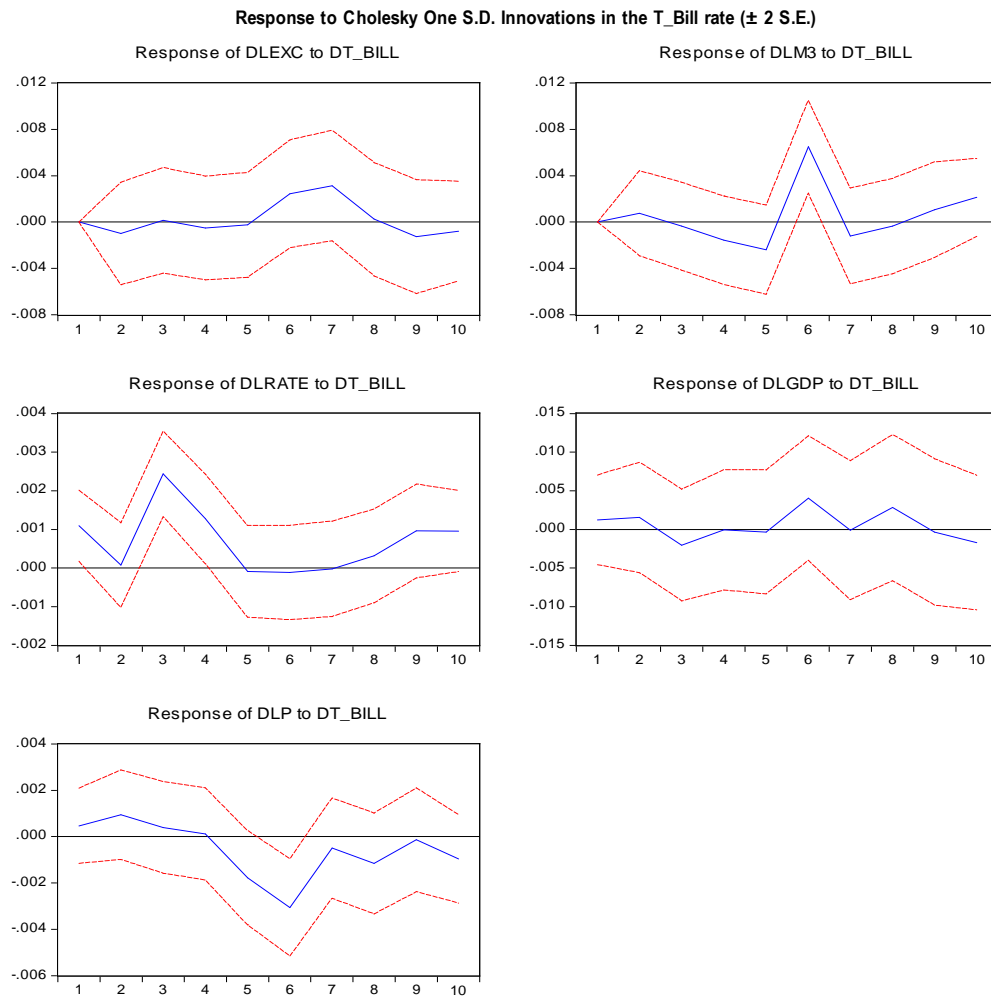 Response to Cholesky One S.D. Innovations in the T_Bill rate (± 2 S.E.)
Response of DLEXC to DT_BILL
.012
.008
.004
.000
-.004
-.008
1 2 3 4 5 6 7 8 9 10
Response of DLM3 to DT_BILL
.012
.008
.004
.000
-.004
-.008
1 2 3 4 5 6 7 8 9 10
Response of DLRATE to DT_BILL
.004
.003
.002
.001
.000
-.001
-.002
1 2 3 4 5 6 7 8 9 10
Response of DLGDP to DT_BILL
.015
.010
.005
.000
-.005
-.010
-.015
1 2 3 4 5 6 7 8 9 10
Response of DLP to DT_BILL
.004
.002
.000
-.002
-.004
-.006
1 2 3 4 5 6 7 8 9 10